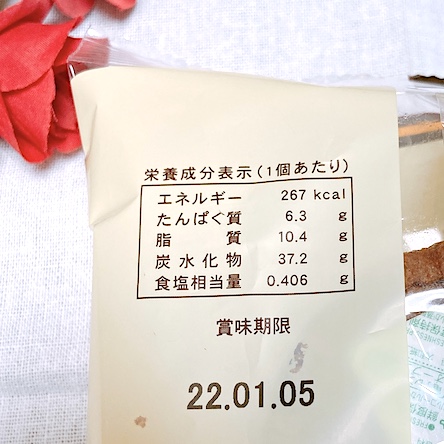 栄養成分表示(1個あたり)
エネルギー 267 kcal
たんぱく質 6.3 g
脂質 10.4 g
炭水化物 37.2 g
食塩相当量 0.406 g
賞味期限
22.01.05